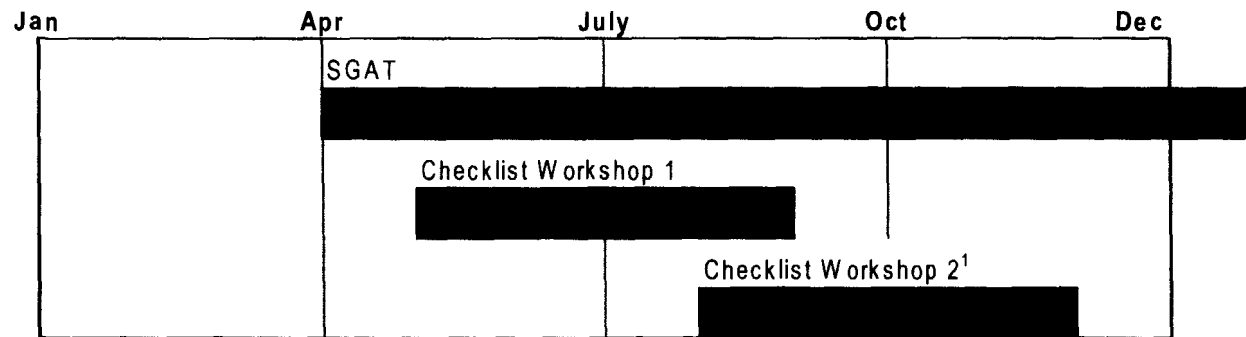 Jan Apr July Oct Dec
SGAT
Checklist Workshop 1
Checklist Workshop 2¹